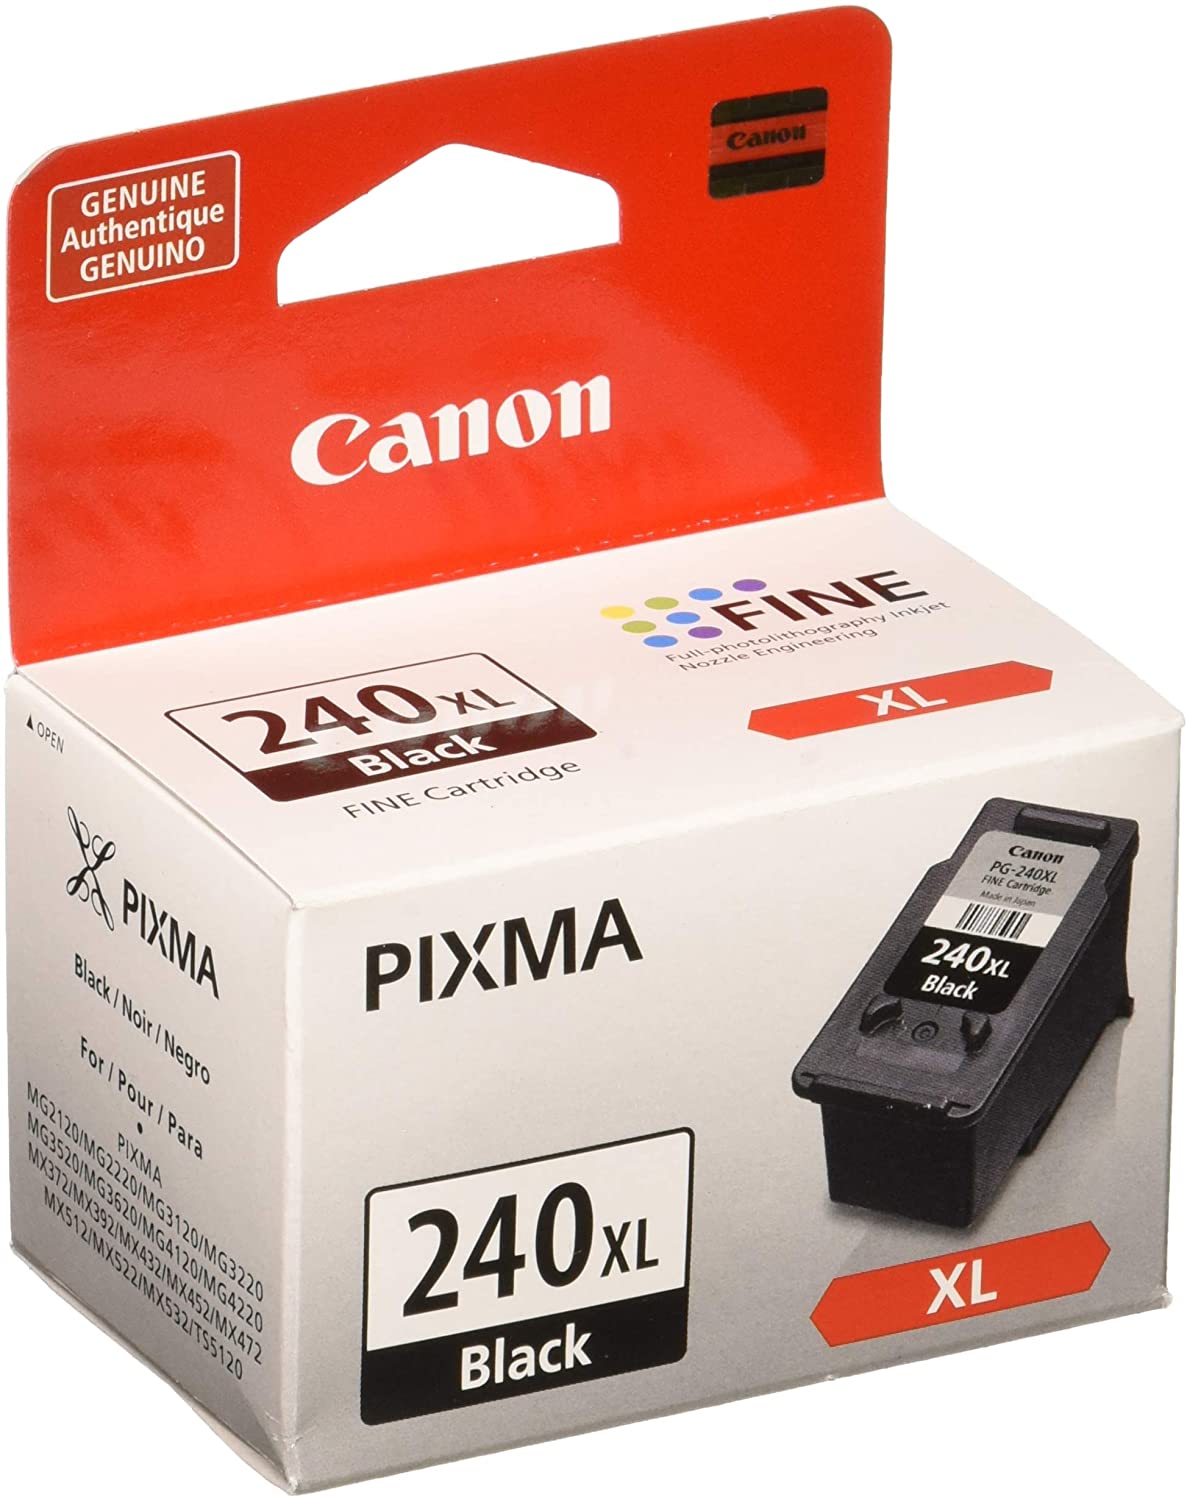 GENUINE
Authentique
GENUINO
Canon
Canon
FINE
Full-photolithography Inkjet
Nozzle Engineering
240XL
Black
FINE Cartridge
XL
▲ OPEN
PIXMA
Black / Noir / Negro
For / Pour / Para
PIXMA
MG2120/MG2220/MG3120/MG3220
MG3520/MG3620/MG4120/MG4220
MX372/MX392/MX432/MX452/MX472
MX512/MX522/MX532/TS5120
PIXMA
Canon
PG-240XL
FINE Cartridge
Made in Japan
240XL
Black
240XL
Black
XL